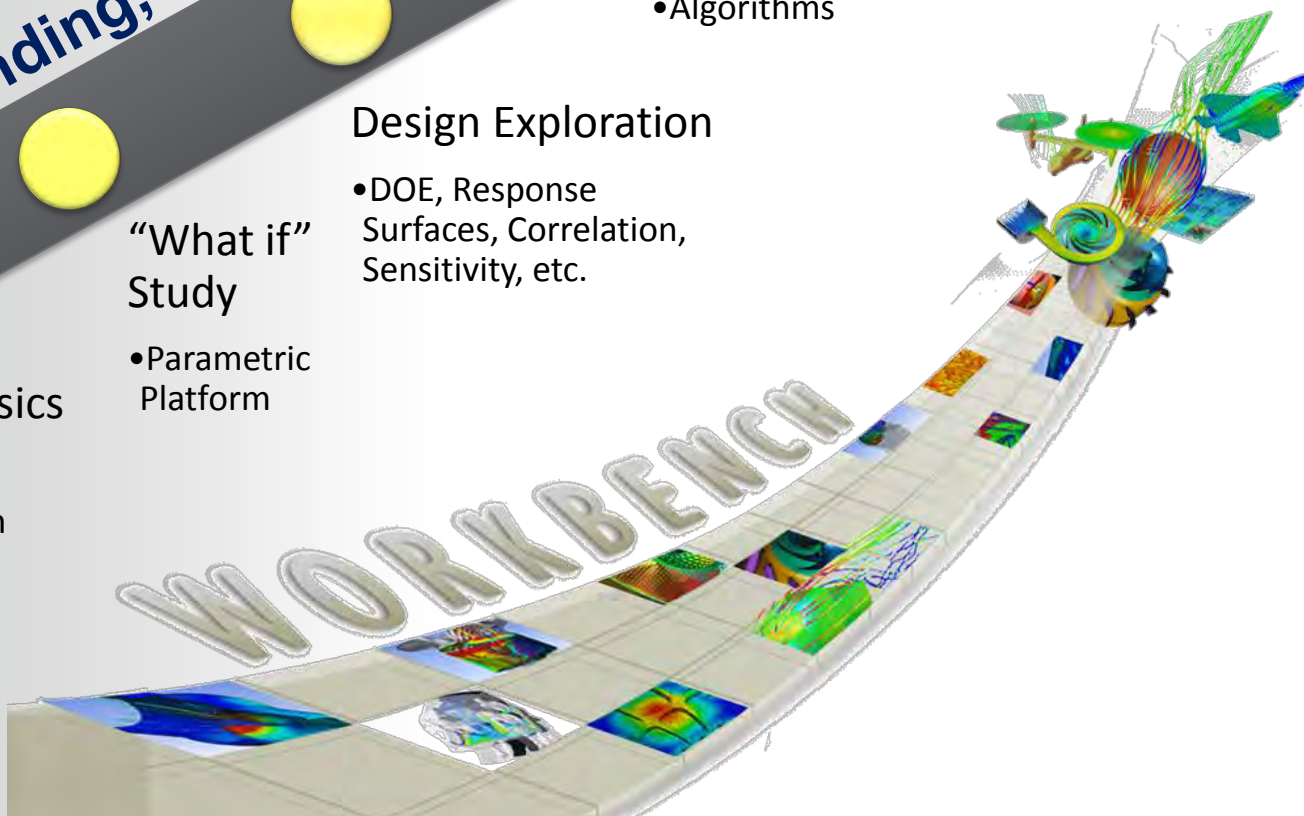 nding,
•Algorithms
Design Exploration
•DOE, Response
Surfaces, Correlation,
Sensitivity, etc.
"What if"
Study
•Parametric
Platform
sics
n
WORKBENCH